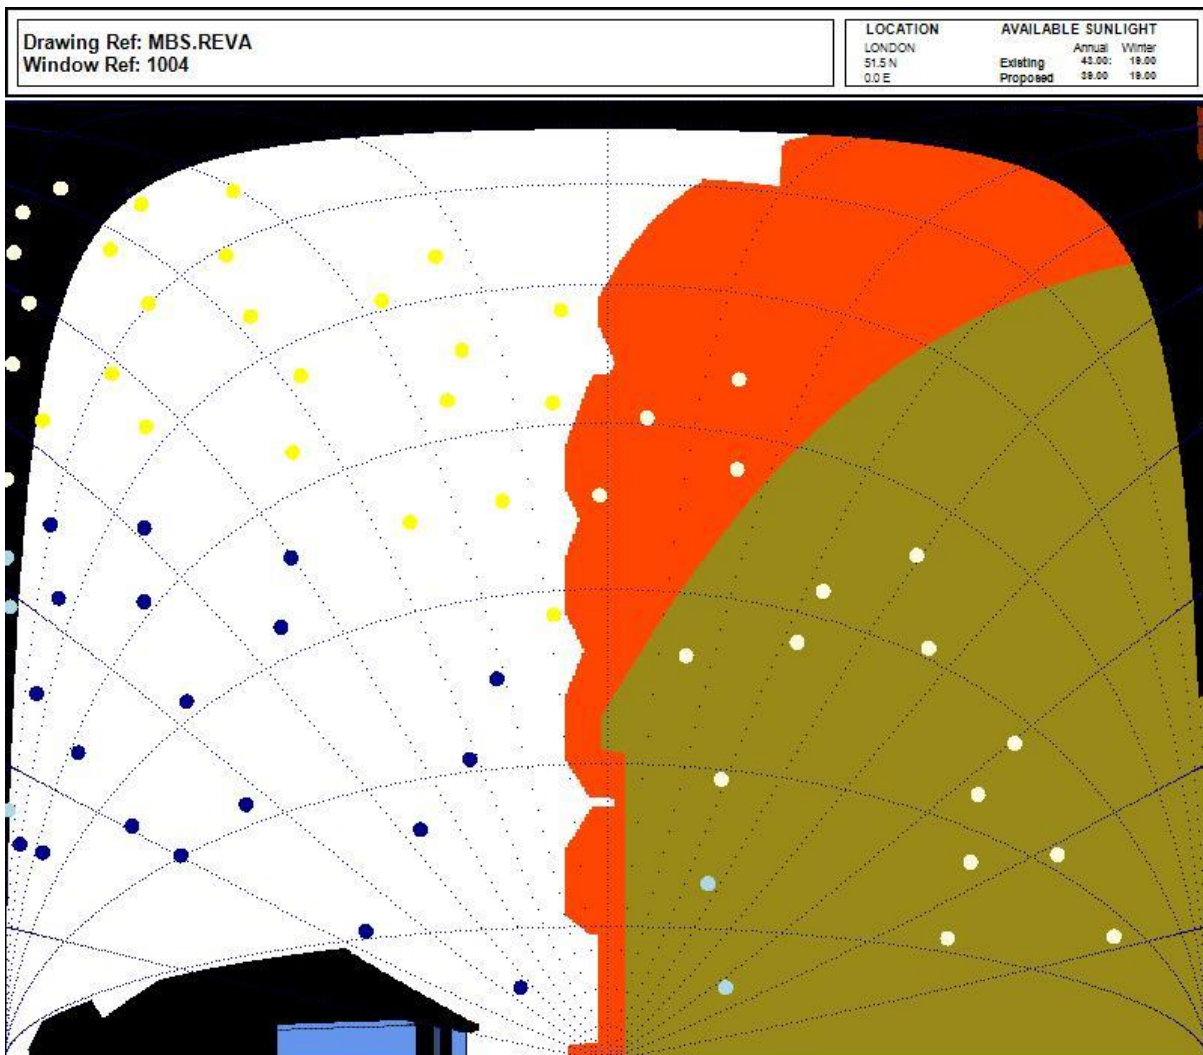 Drawing Ref: MBS.REVA
Window Ref: 1004
LOCATION
LONDON
51.5 N
0.0 E
AVAILABLE SUNLIGHT
Annual Winter
Existing 43.00: 19.00
Proposed 39.00 19.00